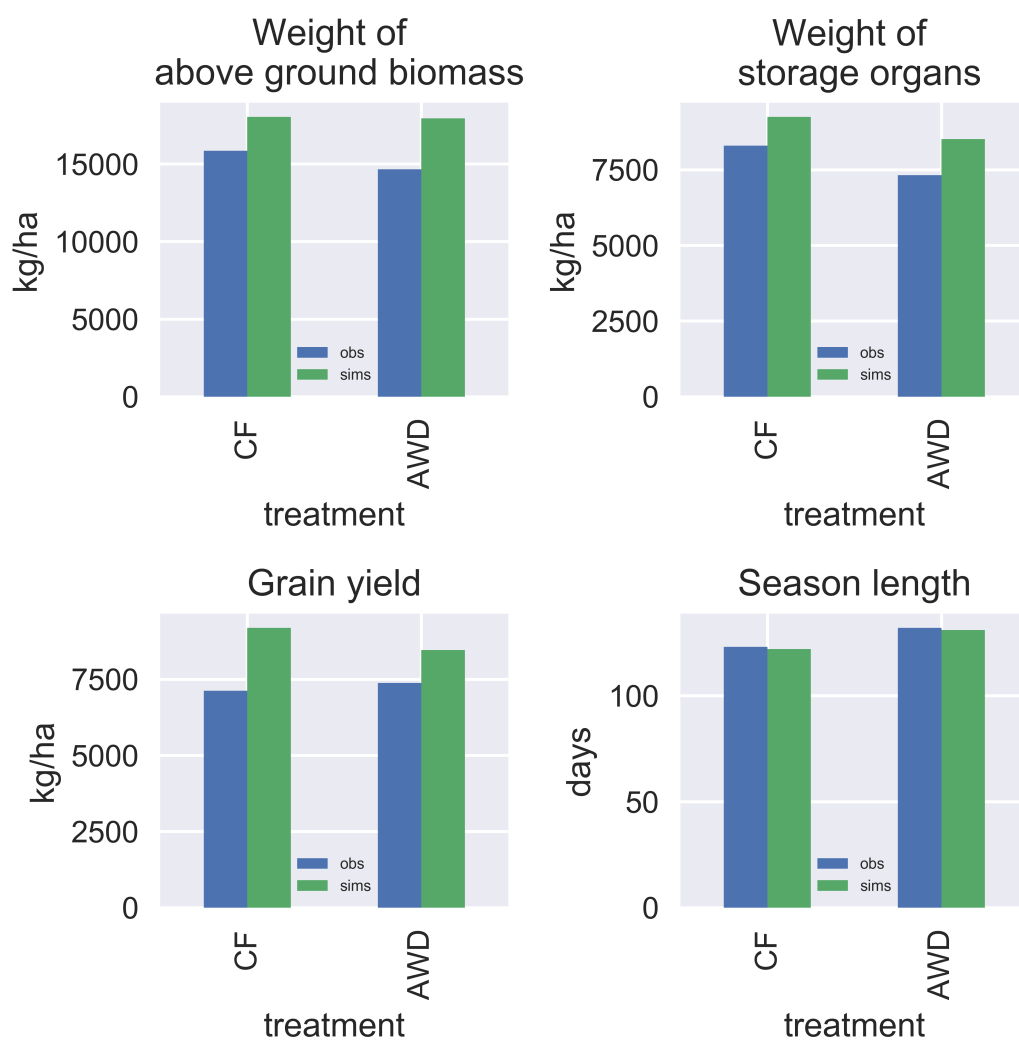 Weight of
above ground biomass
kg/ha
15000
10000
5000
0
obs
sims
CF
AWD
treatment
Weight of
storage organs
kg/ha
7500
5000
2500
0
obs
sims
CF
AWD
treatment
Grain yield
kg/ha
7500
5000
2500
0
obs
sims
CF
AWD
treatment
Season length
days
100
50
0
obs
sims
CF
AWD
treatment